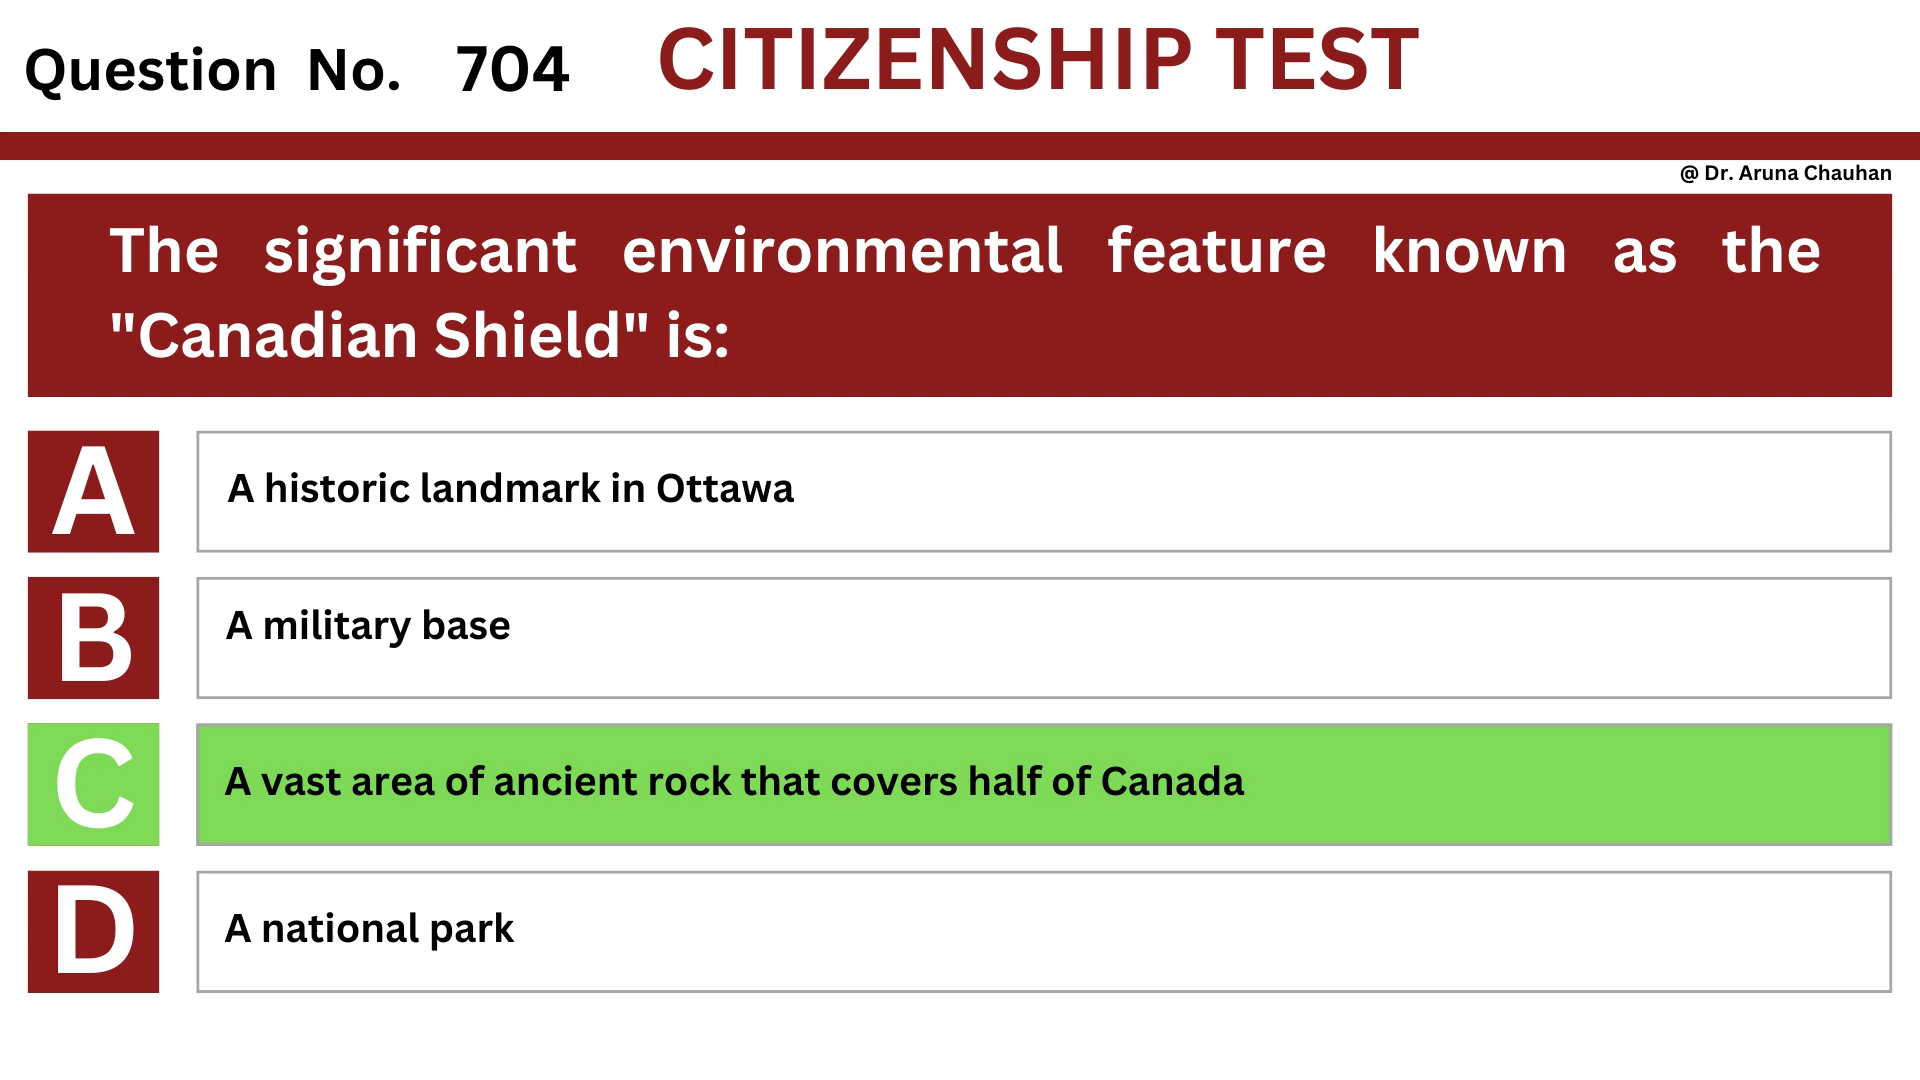 Question No. 704 CITIZENSHIP TEST
@ Dr. Aruna Chauhan
The significant environmental feature known as the
"Canadian Shield" is:
A A historic landmark in Ottawa
B A military base
C A vast area of ancient rock that covers half of Canada
D A national park